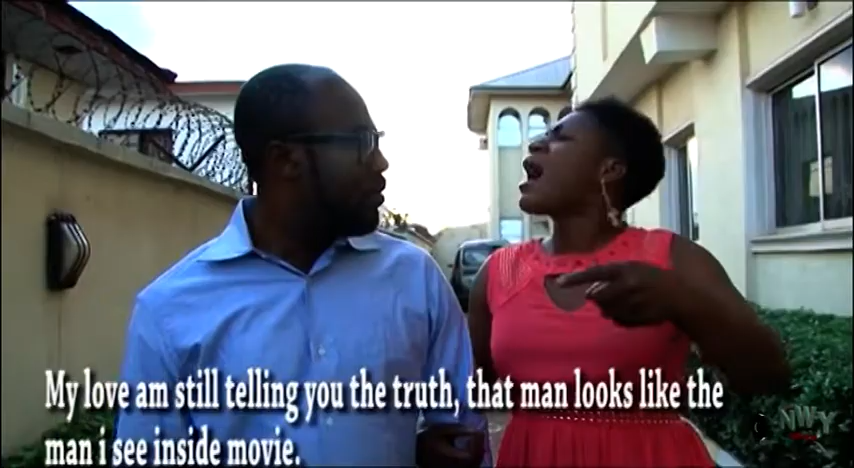 My love am still telling you the truth, that man looks like the
man i see inside movie.
NWY